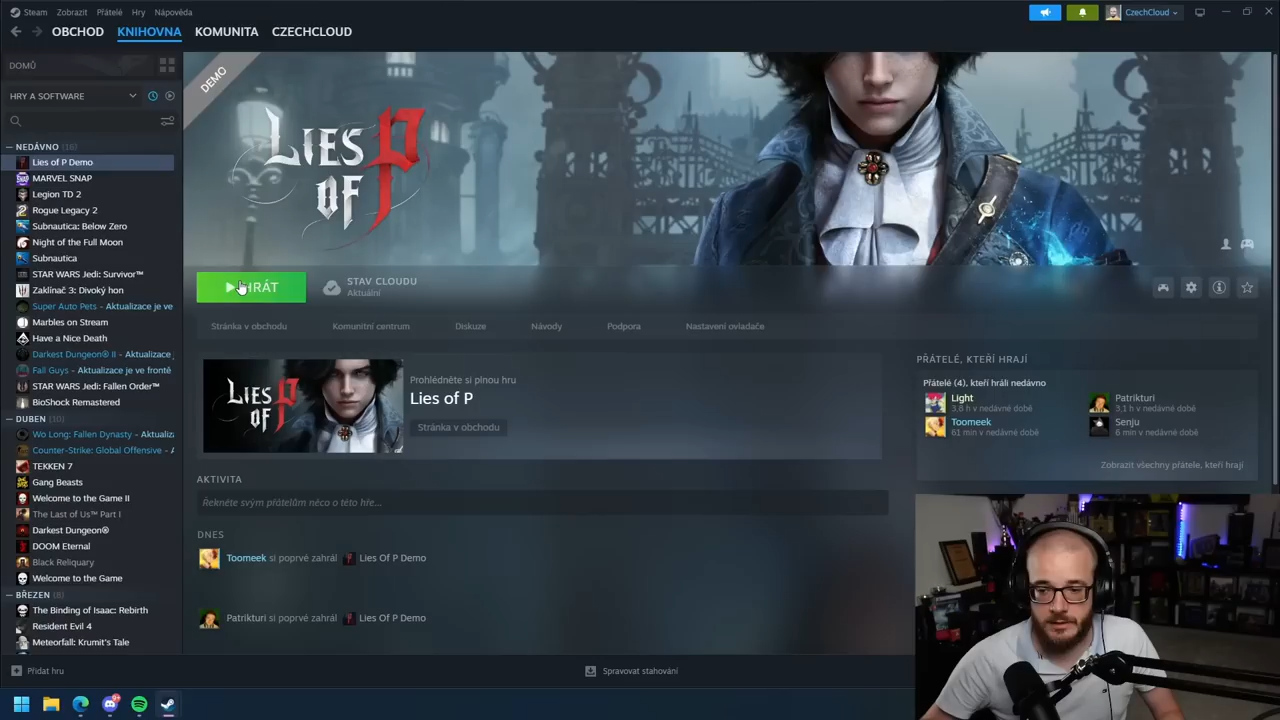 Steam Zobrazit Přátelé Hry Nápověda
CzechCloud
OBCHOD KNIHOVNA KOMUNITA CZECHCLOUD
DOMŮ
HRY A SOFTWARE
NEDÁVNO (16)
Lies of P Demo
MARVEL SNAP
Legion TD 2
Rogue Legacy 2
Subnautica: Below Zero
Night of the Full Moon
Subnautica
STAR WARS Jedi: Survivor™
Zaklínač 3: Divoký hon
Super Auto Pets - Aktualizace je ve
Marbles on Stream
Have a Nice Death
Darkest Dungeon® II - Aktualizace
Fall Guys - Aktualizace je ve frontě
STAR WARS Jedi: Fallen Order™
BioShock Remastered
DUBEN (10)
Wo Long: Fallen Dynasty - Aktualiz
Counter-Strike: Global Offensive - A
TEKKEN 7
Gang Beasts
Welcome to the Game II
The Last of Us™ Part I
Darkest Dungeon®
DOOM Eternal
Black Reliquary
Welcome to the Game
BŘEZEN (8)
The Binding of Isaac: Rebirth
Resident Evil 4
Meteorfall: Krumit's Tale
Přidat hru
DEMO
LIES OF P
HRÁT
STAV CLOUDU
Aktuální
Stránka v obchodu Komunitní centrum Diskuze Návody Podpora Nastavení ovladače
LIES OF P
Prohlédněte si plnou hru
Lies of P
Stránka v obchodu
AKTIVITA
Řekněte svým přátelům něco o této hře...
DNES
Toomeek si poprvé zahrál Lies Of P Demo
Patrikturi si poprvé zahrál Lies Of P Demo
PŘÁTELÉ, KTEŘÍ HRAJÍ
Přátelé (4), kteří hráli nedávno
Light
3,8 h v nedávné době
Patrikturi
3,1 h v nedávné době
Toomeek
61 min v nedávné době
Senju
6 min v nedávné době
Zobrazit všechny přátele, kteří hrají
Spravovat stahování